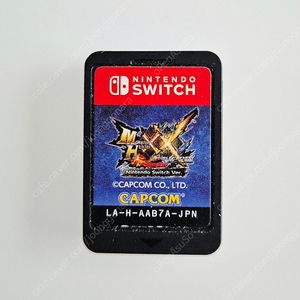 NINTENDO
SWITCH
MH XX
Nintendo Switch Ver.
©CAPCOM CO., LTD.
CAPCOM
LA-H-AAB7A-JPN